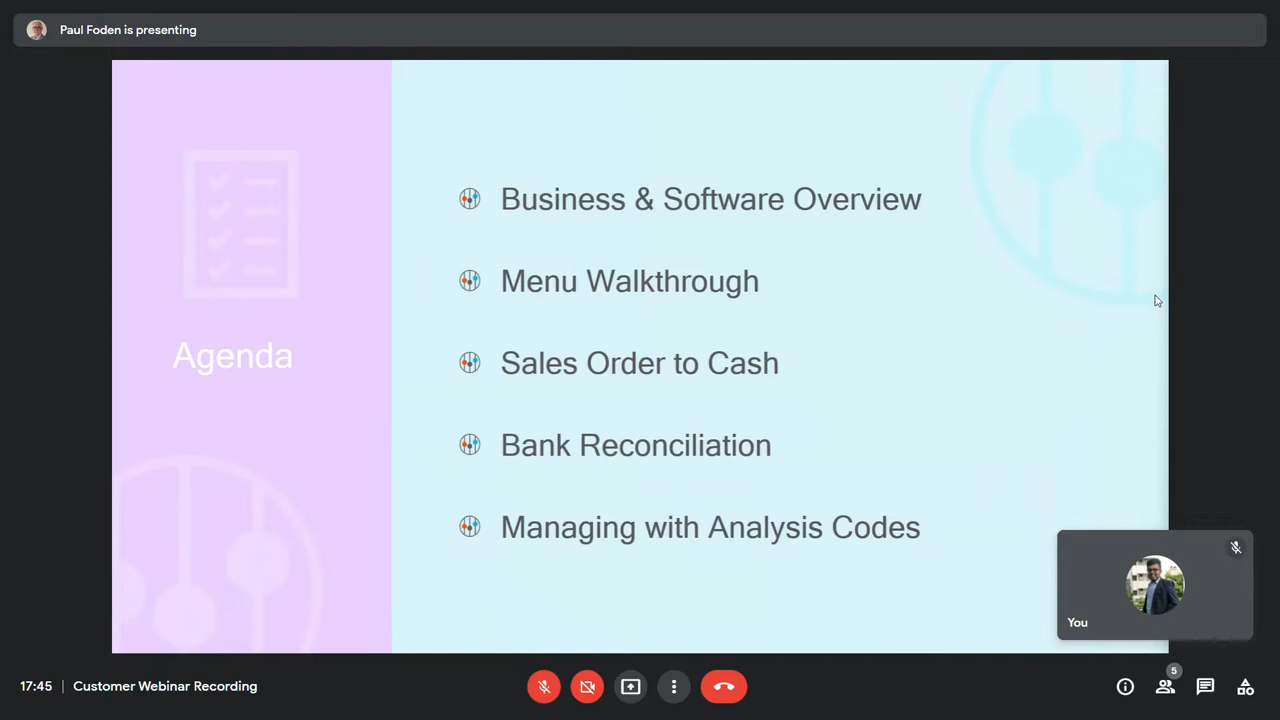 Paul Foden is presenting
Business & Software Overview
Menu Walkthrough
Agenda
Sales Order to Cash
Bank Reconciliation
Managing with Analysis Codes
You
17:45 | Customer Webinar Recording
5